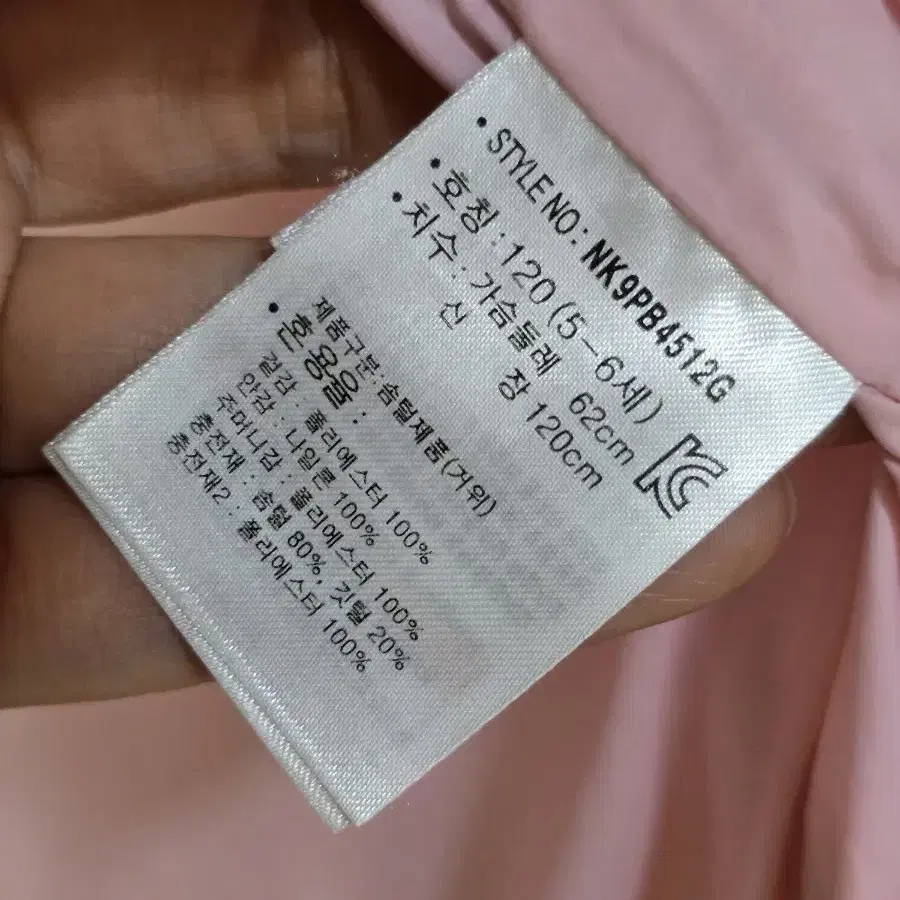 • STYLE NO: NK9PB4512G
• 호칭 : 120 (5-6세)
• 치수 : 가슴둘레 62cm
신 장 120cm
KC
제품구분: 솜털제품(거위)
• 혼용율 :
겉감 : 폴리에스터 100%
안감 : 나일론 100%
주머니감 : 폴리에스터 100%
충전재 : 솜털 80%, 깃털 20%
충전재2 : 폴리에스터 100%